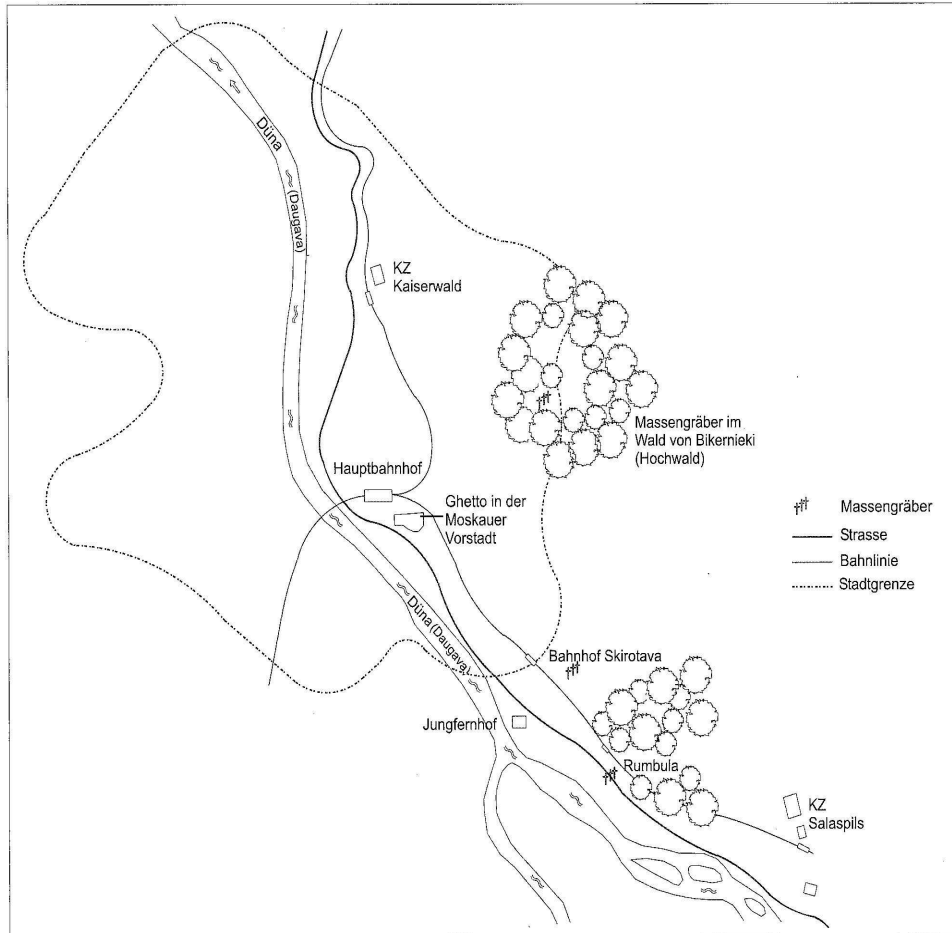 Düna
(Daugava)
KZ
Kaiserwald
Massengräber im
Wald von Bikernieki
(Hochwald)
Hauptbahnhof
Ghetto in der
Moskauer
Vorstadt
Massengräber
Strasse
Bahnlinie
Stadtgrenze
Düna (Daugava)
Bahnhof Skirotava
Jungfernhof
Rumbula
KZ
Salaspils